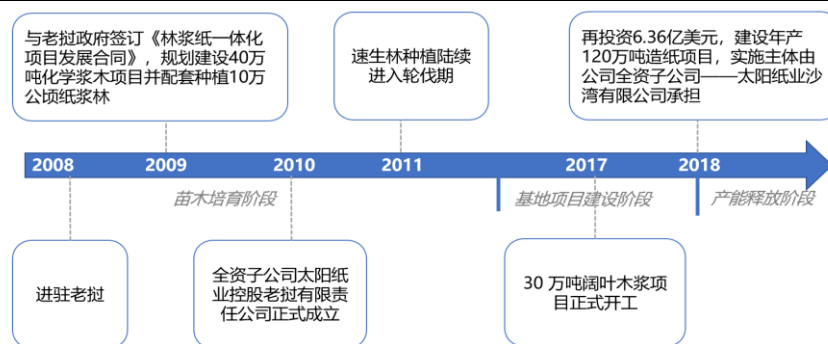 与老挝政府签订《林浆纸一体化
项目发展合同》，规划建设40万
吨化学浆木项目并配套种植10万
公顷纸浆林
速生林种植陆续
进入轮伐期
再投资6.36亿美元，建设年产
120万吨造纸项目，实施主体由
公司全资子公司——太阳纸业沙
湾有限公司承担
2008 2009 2010 2011 2017 2018
苗木培育阶段 基地项目建设阶段 产能释放阶段
进驻老挝
全资子公司太阳纸
业控股老挝有限责
任公司正式成立
30 万吨阔叶木浆项
目正式开工